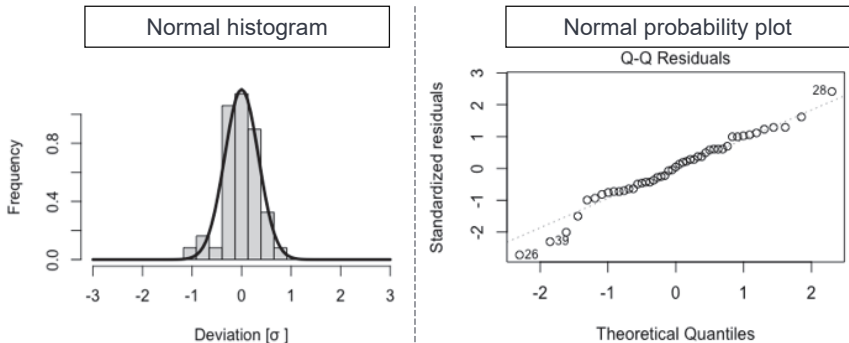 Normal histogram
Frequency
0.0 0.4 0.8
-3 -2 -1 0 1 2 3
Deviation [σ ]
Normal probability plot
Q-Q Residuals
Standardized residuals
-2 -1 0 1 2 3
28
39
26
-2 -1 0 1 2
Theoretical Quantiles